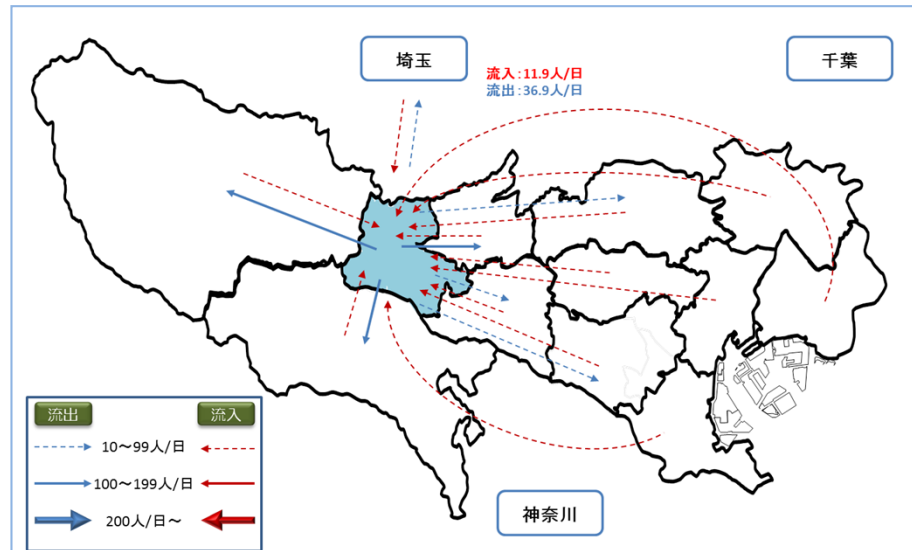 埼玉
千葉
流入:11.9人/日
流出:36.9人/日
流出
流入
10～99人/日
100～199人/日
200人/日～
神奈川